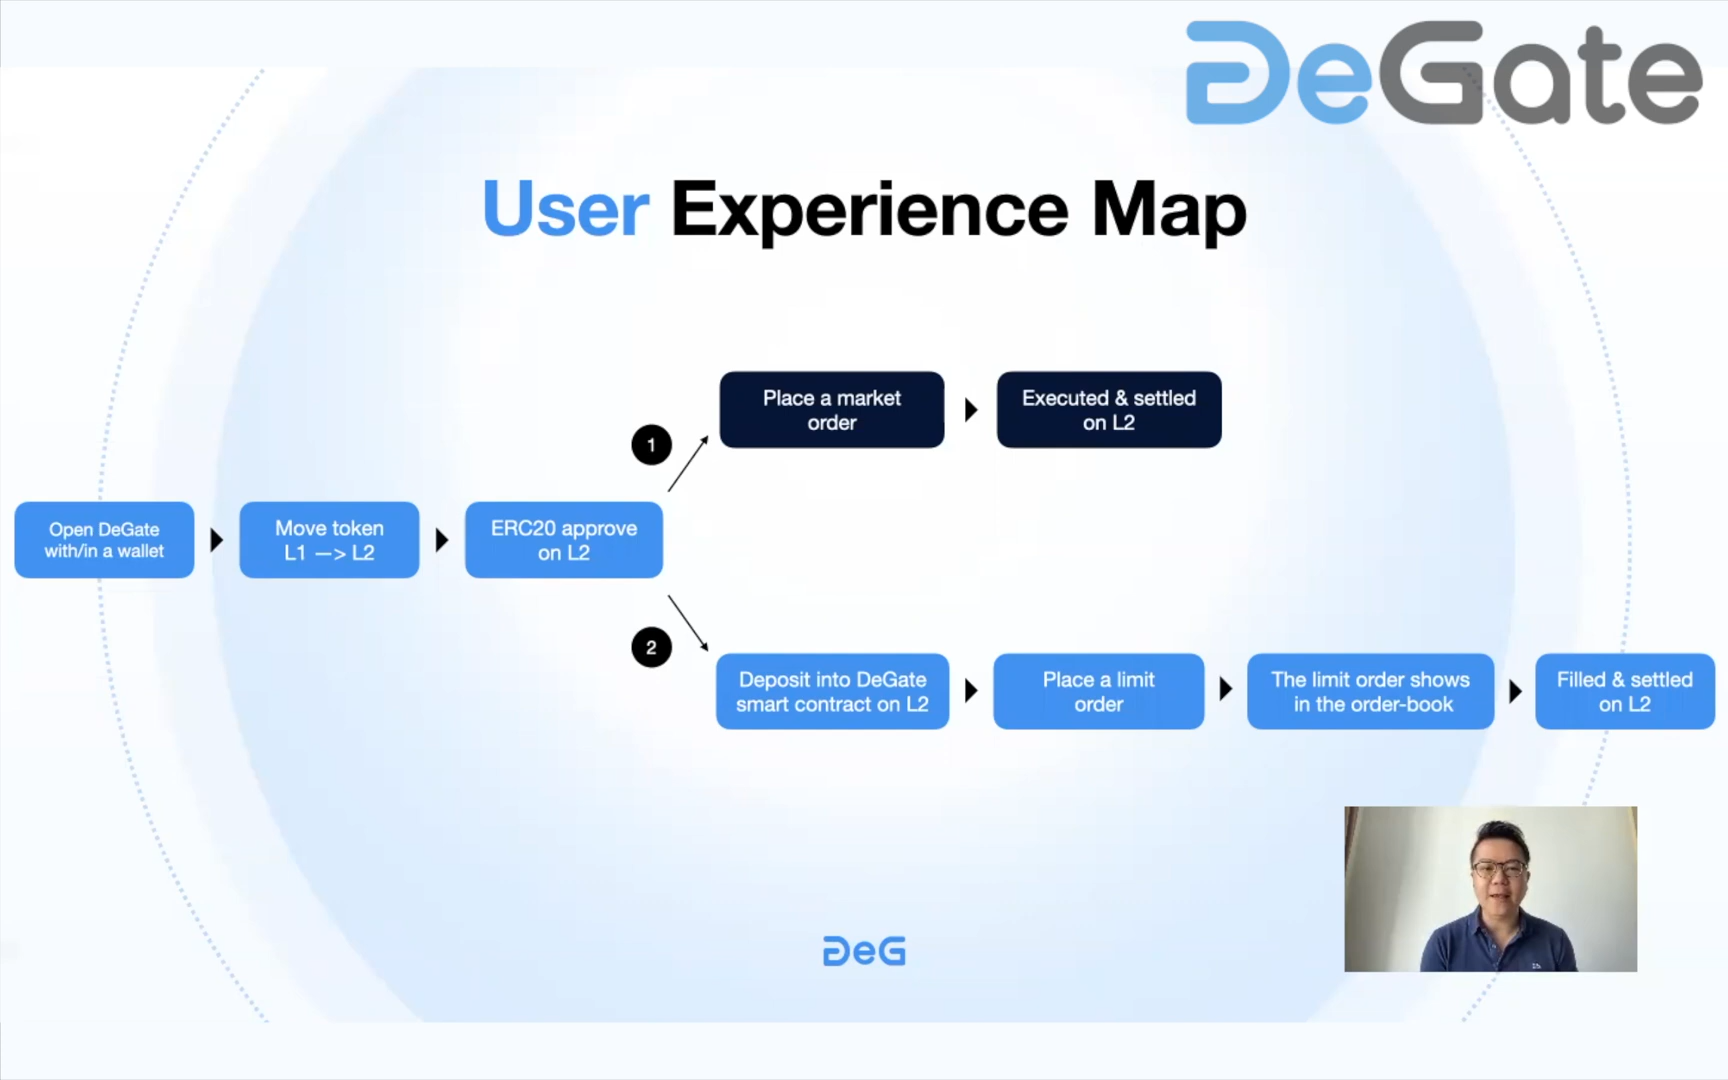 DeGate
User Experience Map
1
Place a market
order
Executed & settled
on L2
Open DeGate
with/in a wallet
Move token
L1 —> L2
ERC20 approve
on L2
2
Deposit into DeGate
smart contract on L2
Place a limit
order
The limit order shows
in the order-book
Filled & settled
on L2
DeG